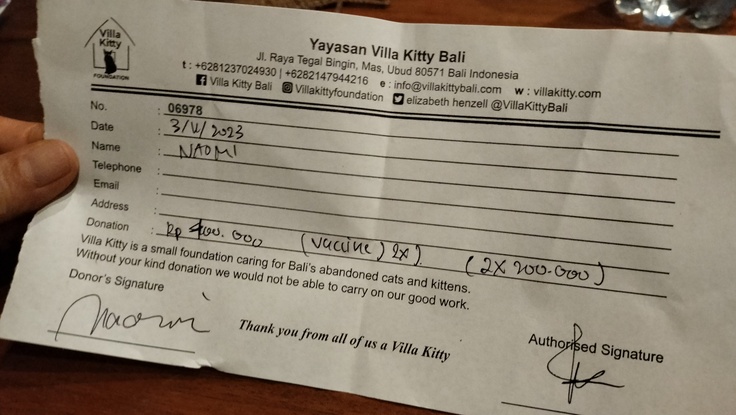 Villa
Kitty
FOUNDATION
Yayasan Villa Kitty Bali
Jl. Raya Tegal Bingin, Mas, Ubud 80571 Bali Indonesia
t : +6281237024930 | +6282147944216 e : info@villakittybali.com w : villakitty.com
Villa Kitty Bali Villakittyfoundation elizabeth henzell @VillaKittyBali
No. : 06978
Date : 3/V/2023
Name : NAOMI
Telephone :
Email :
Address :
Donation : Rp 400.000 (vaccine) 2x) (2X 200.000)
Villa Kitty is a small foundation caring for Bali's abandoned cats and kittens.
Without your kind donation we would not be able to carry on our good work.
Donor's Signature
Naomi
Thank you from all of us a Villa Kitty
Authorised Signature